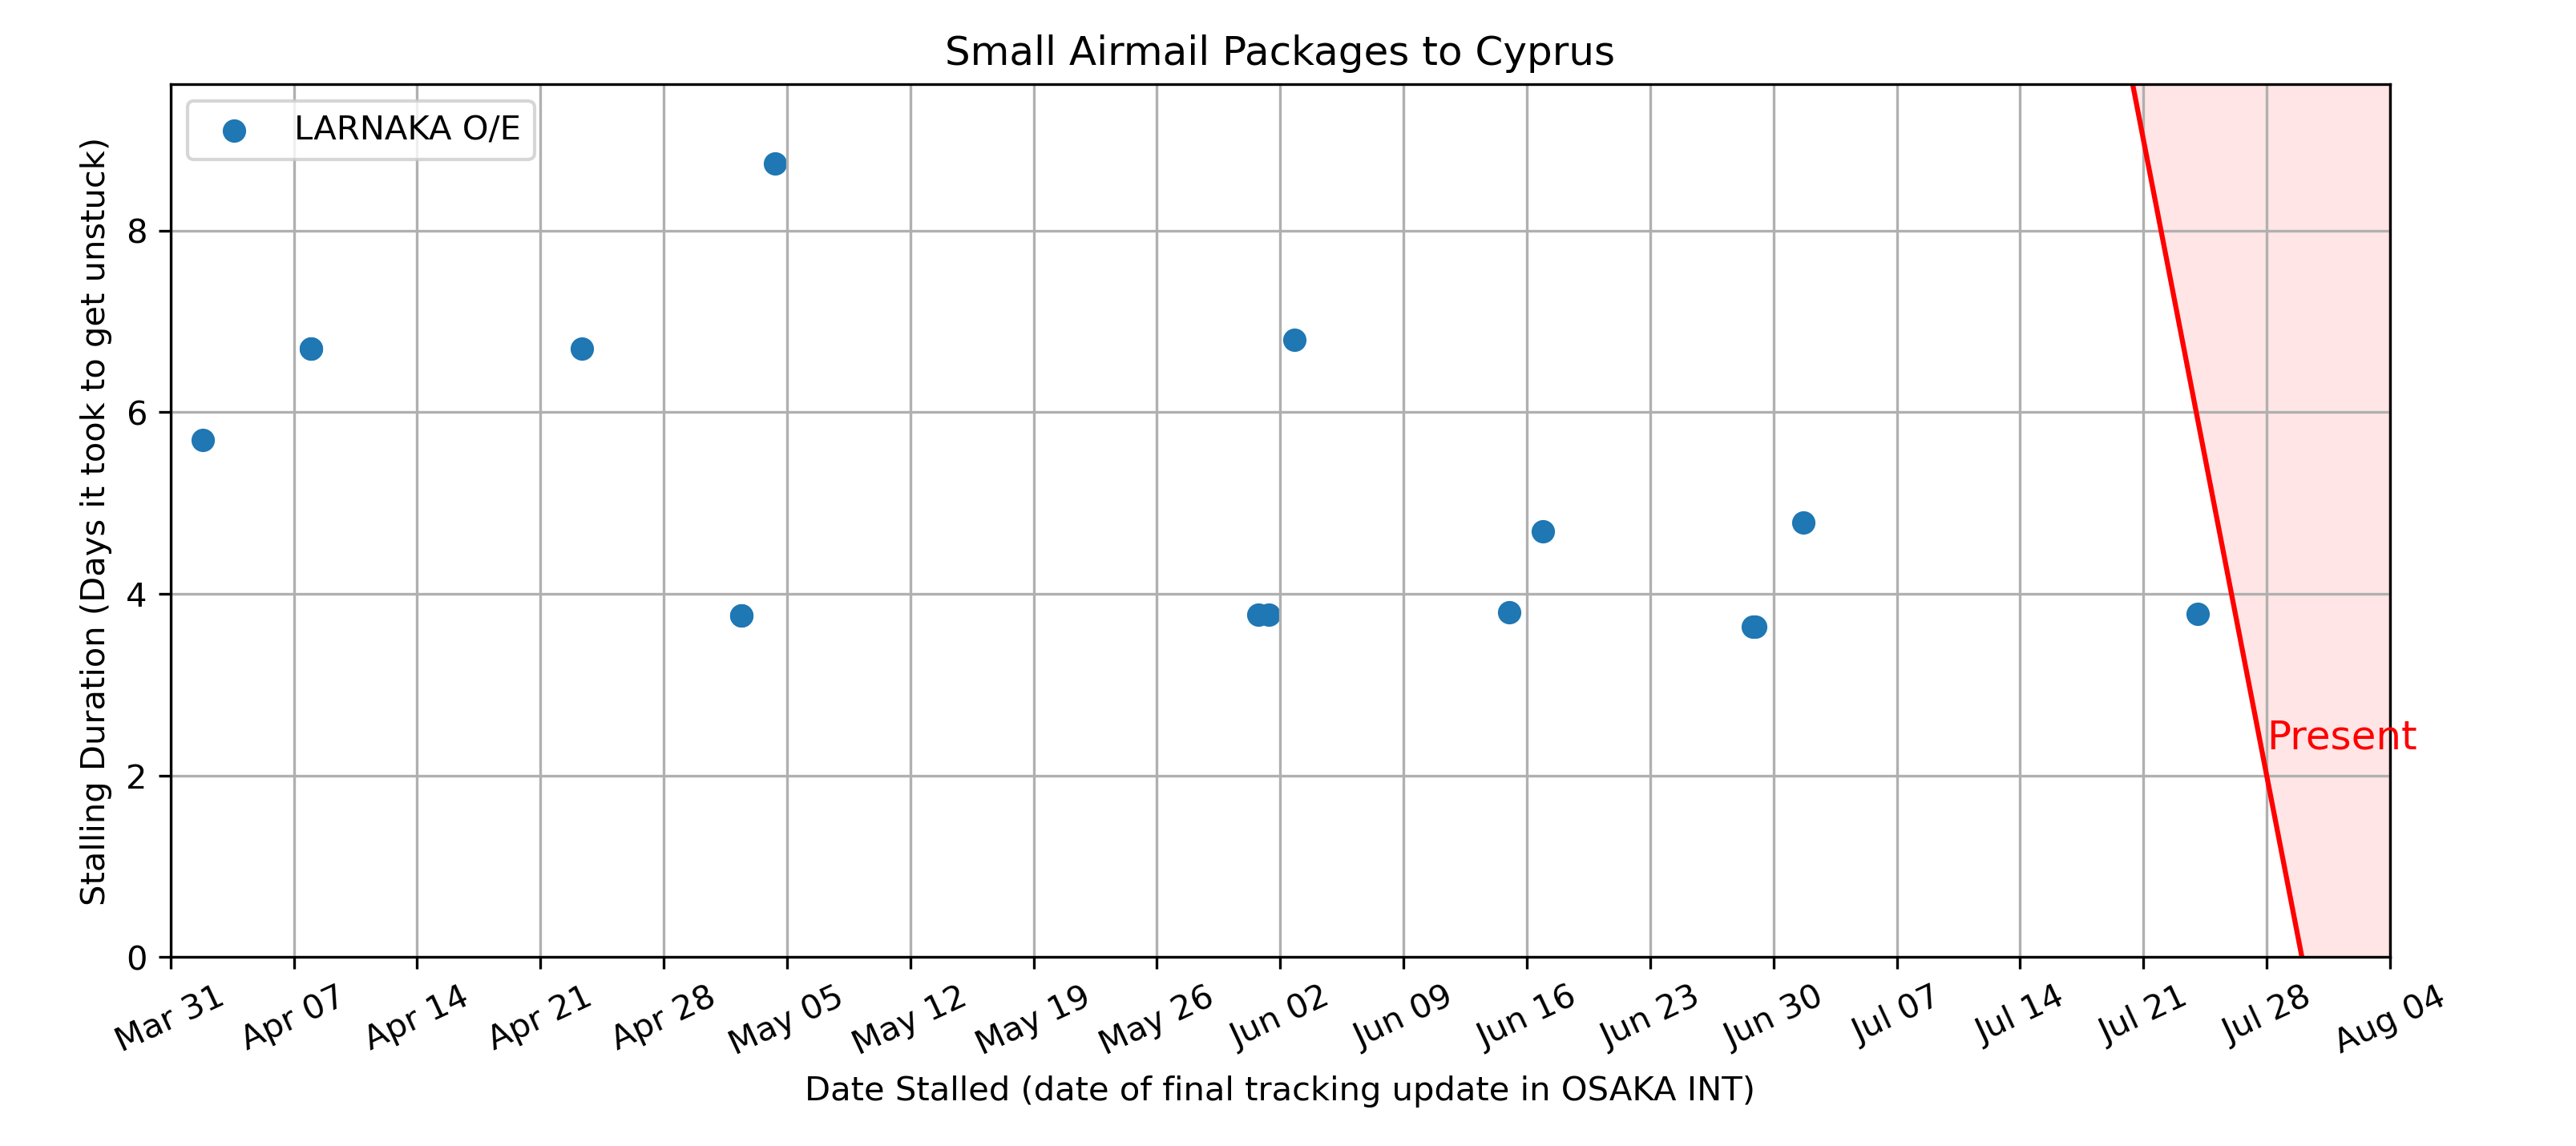 Small Airmail Packages to Cyprus
LARNAKA O/E
Stalling Duration (Days it took to get unstuck)
8
6
4
2
0
Present
Mar 31 Apr 07 Apr 14 Apr 21 Apr 28 May 05 May 12 May 19 May 26 Jun 02 Jun 09 Jun 16 Jun 23 Jun 30 Jul 07 Jul 14 Jul 21 Jul 28 Aug 04
Date Stalled (date of final tracking update in OSAKA INT)